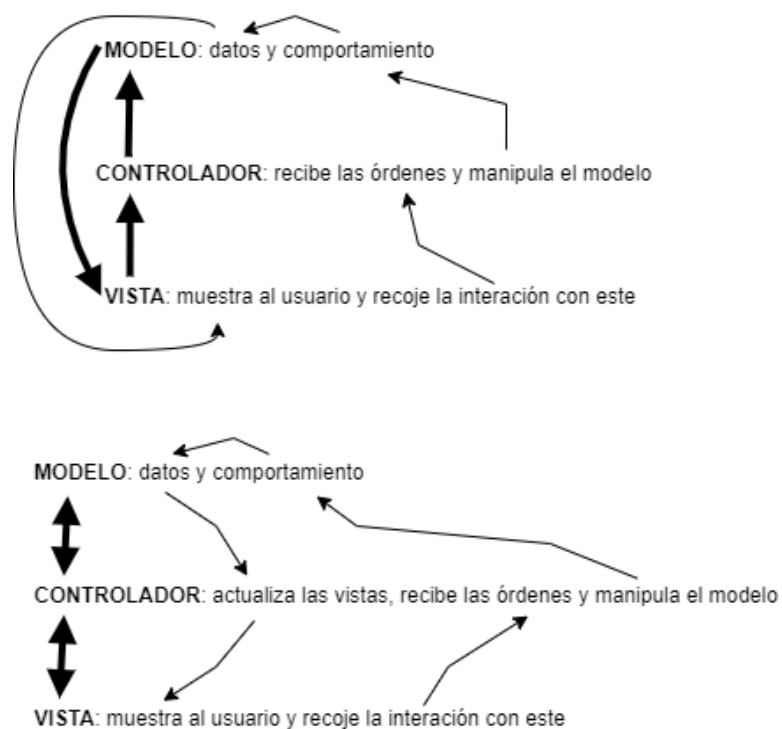 MODELO: datos y comportamiento
CONTROLADOR: recibe las órdenes y manipula el modelo
VISTA: muestra al usuario y recoje la interación con este
MODELO: datos y comportamiento
CONTROLADOR: actualiza las vistas, recibe las órdenes y manipula el modelo
VISTA: muestra al usuario y recoje la interación con este